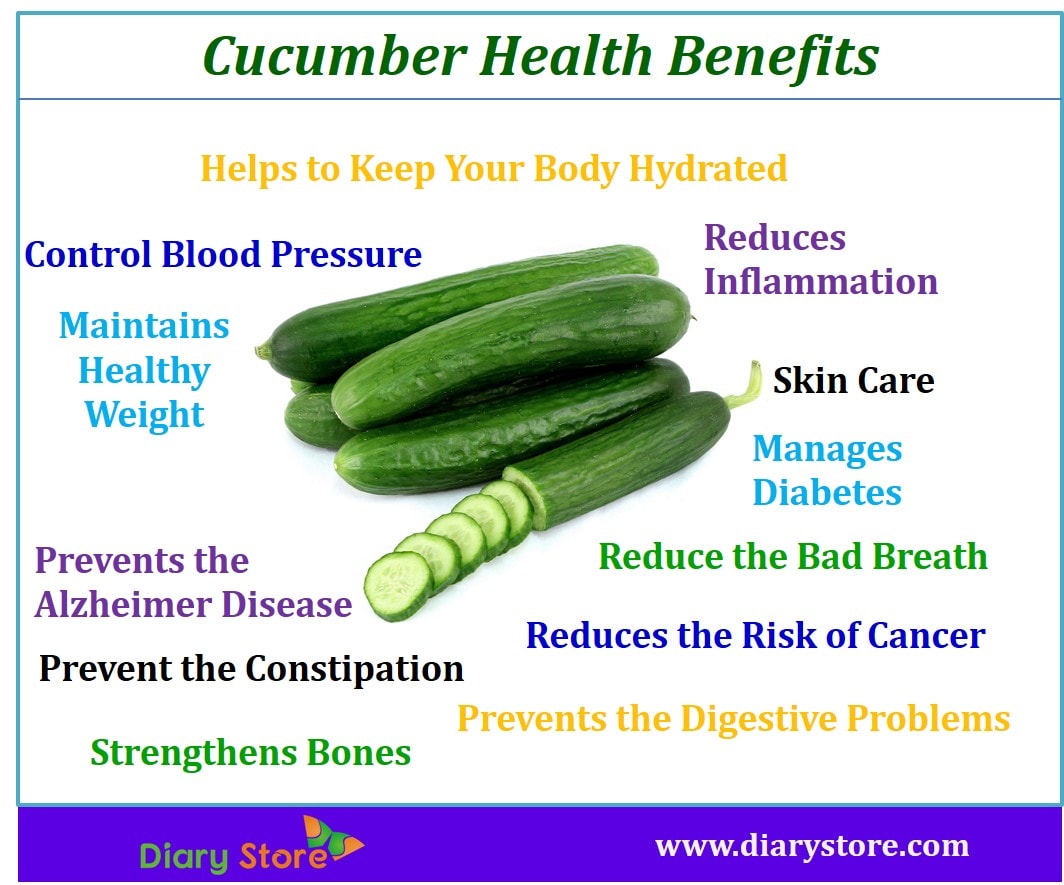 Cucumber Health Benefits
Helps to Keep Your Body Hydrated
Control Blood Pressure
Reduces
Inflammation
Maintains
Healthy
Weight
Skin Care
Manages
Diabetes
Prevents the
Alzheimer Disease
Reduce the Bad Breath
Reduces the Risk of Cancer
Prevent the Constipation
Prevents the Digestive Problems
Strengthens Bones
Diary Store
www.diarystore.com